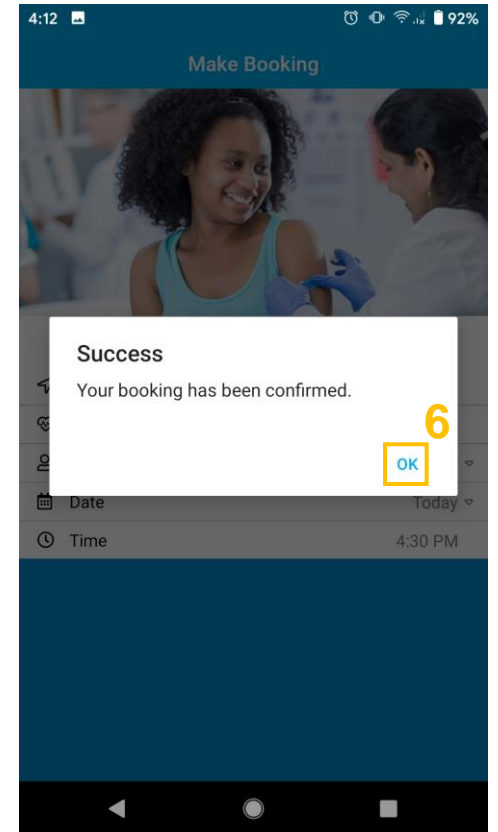 4:12
92%
Make Booking
Success
Your booking has been confirmed.
6
OK
Date
Today
Time
4:30 PM